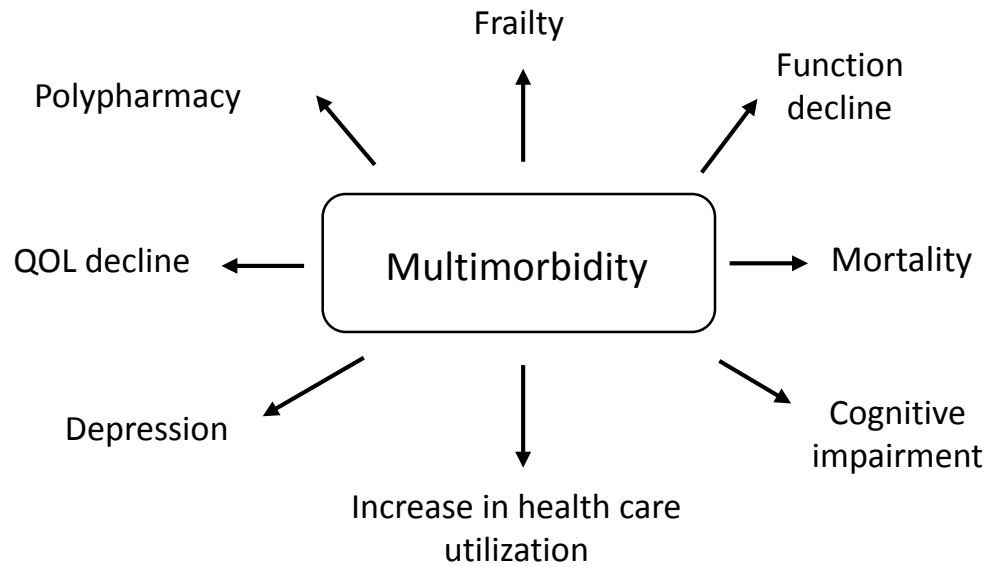 Frailty
Function
decline
Polypharmacy
QOL decline
Multimorbidity
Mortality
Depression
Cognitive
impairment
Increase in health care
utilization